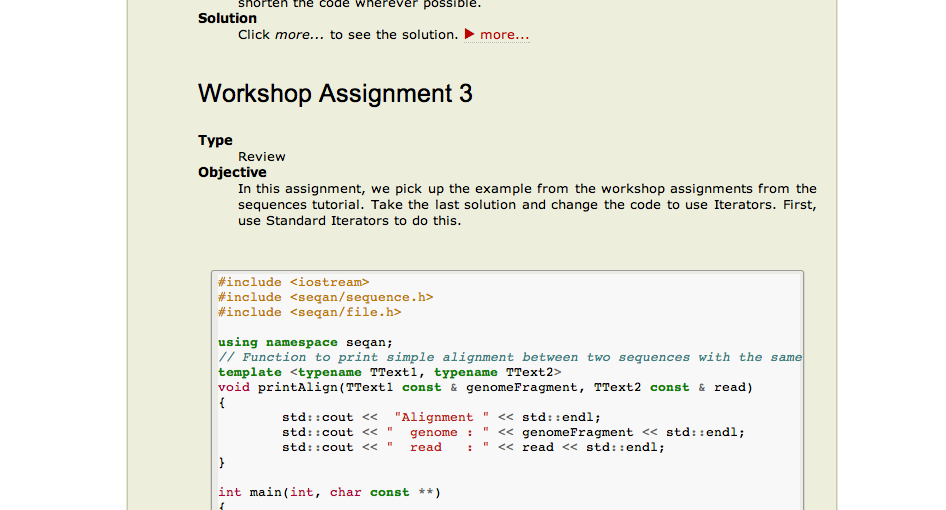 shorten the code wherever possible.
Solution
Click more... to see the solution. ▶ more...
Workshop Assignment 3
Type
Review
Objective
In this assignment, we pick up the example from the workshop assignments from the
sequences tutorial. Take the last solution and change the code to use Iterators. First,
use Standard Iterators to do this.
#include <iostream>
#include <seqan/sequence.h>
#include <seqan/file.h>
using namespace seqan;
// Function to print simple alignment between two sequences with the same
template <typename TText1, typename TText2>
void printAlign(TText1 const & genomeFragment, TText2 const & read)
{
        std::cout <<  "Alignment " << std::endl;
        std::cout << "  genome : " << genomeFragment << std::endl;
        std::cout << "  read   : " << read << std::endl;
}
int main(int, char const **)
{